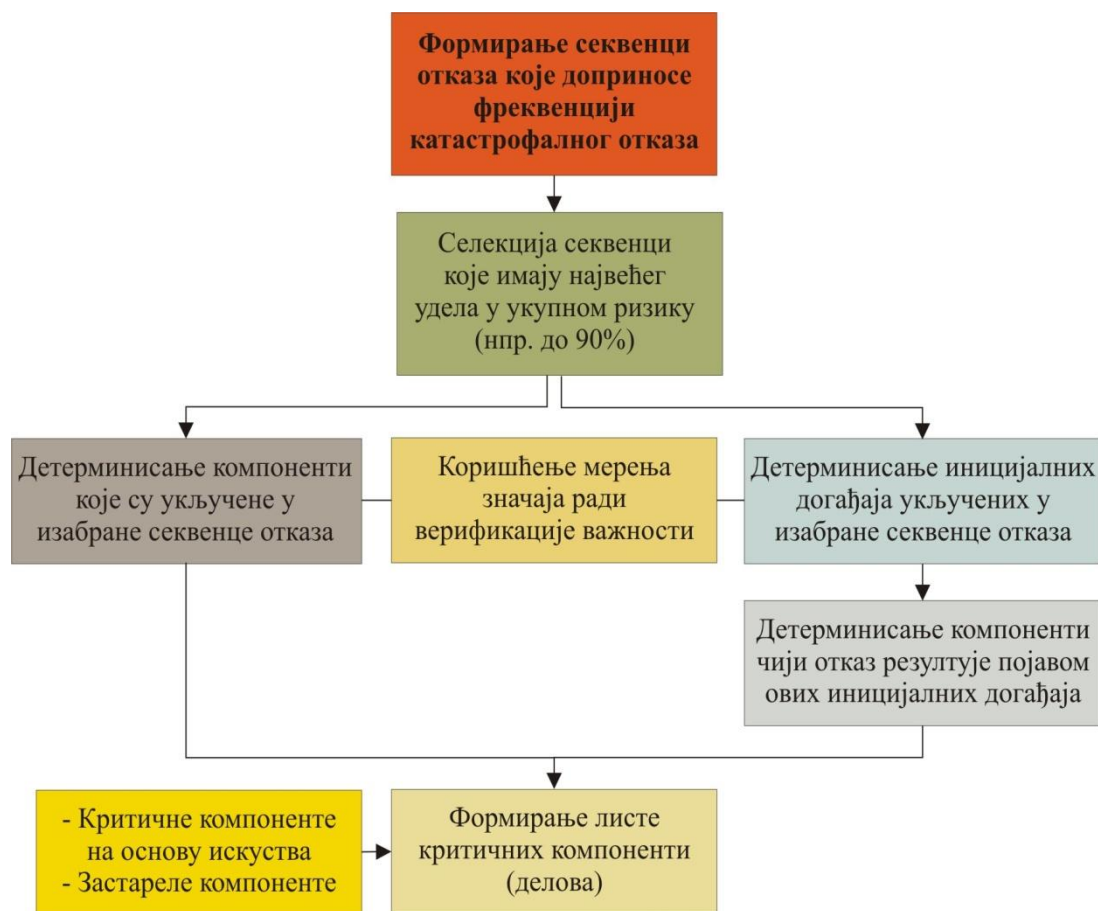 Формирање секвенци
отказа које доприносе
фреквенцији
катастрофалног отказа
Селекција секвенци
које имају највећег
удела у укупном ризику
(нпр. до 90%)
Детерминисање компоненти
које су укључене у
изабране секвенце отказа
Коришћење мерења
значаја ради
верификације важности
Детерминисање иницијалних
догађаја укључених у
изабране секвенце отказа
Детерминисање компоненти
чији отказ резултује појавом
ових иницијалних догађаја
- Критичне компоненте
на основу искуства
- Застареле компоненте
Формирање листе
критичних компоненти
(делова)